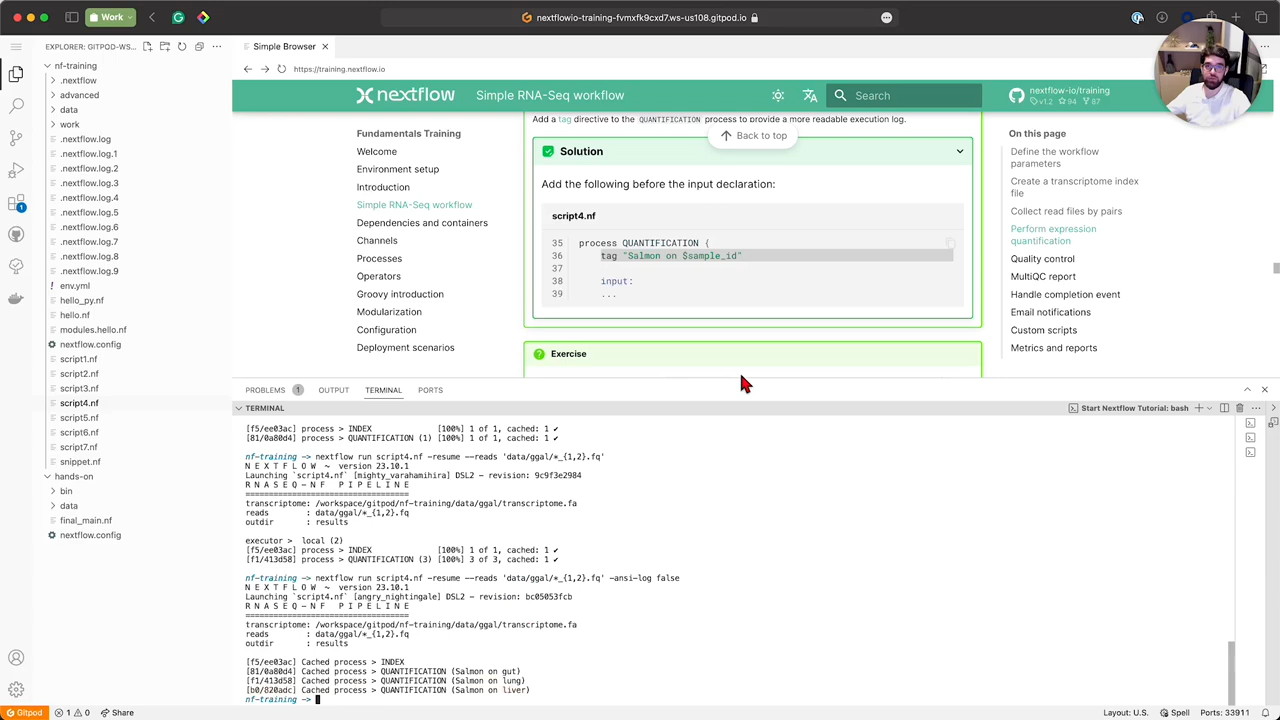 Work
nextflowio-training-fvmxfk9cxd7.ws-us108.gitpod.io
EXPLORER: GITPOD-WS...
Simple Browser
nf-training
.nextflow
advanced
data
work
.nextflow.log
.nextflow.log.1
.nextflow.log.2
.nextflow.log.3
.nextflow.log.4
.nextflow.log.5
.nextflow.log.6
.nextflow.log.7
.nextflow.log.8
.nextflow.log.9
! env.yml
hello_py.nf
hello.nf
modules.hello.nf
nextflow.config
script1.nf
script2.nf
script3.nf
script4.nf
script5.nf
script6.nf
script7.nf
snippet.nf
hands-on
bin
data
final_main.nf
nextflow.config
1
https://training.nextflow.io
nextflow
Simple RNA-Seq workflow
Search
nextflow-io/training
v1.2 94 87
Fundamentals Training
Welcome
Environment setup
Introduction
Simple RNA-Seq workflow
Dependencies and containers
Channels
Processes
Operators
Groovy introduction
Modularization
Configuration
Deployment scenarios
Add a tag directive to the QUANTIFICATION process to provide a more readable execution log.
Back to top
Solution
Add the following before the input declaration:
script4.nf
35 process QUANTIFICATION {
36 tag "Salmon on $sample_id"
37
38 input:
39 ...
Exercise
On this page
Define the workflow
parameters
Create a transcriptome index
file
Collect read files by pairs
Perform expression
quantification
Quality control
MultiQC report
Handle completion event
Email notifications
Custom scripts
Metrics and reports
PROBLEMS 1 OUTPUT TERMINAL PORTS
TERMINAL
Start Nextflow Tutorial: bash
[f5/ee03ac] process > INDEX [100%] 1 of 1, cached: 1 ✔
[81/0a80d4] process > QUANTIFICATION (1) [100%] 1 of 1, cached: 1 ✔
nf-training -> nextflow run script4.nf -resume --reads 'data/ggal/*_{1,2}.fq'
N E X T F L O W ~ version 23.10.1
Launching `script4.nf` [mighty_varahamihira] DSL2 - revision: 9c9f3e2984
R N A S E Q - N F P I P E L I N E
===================================
transcriptome: /workspace/gitpod/nf-training/data/ggal/transcriptome.fa
reads : data/ggal/*_{1,2}.fq
outdir : results
executor > local (2)
[f5/ee03ac] process > INDEX [100%] 1 of 1, cached: 1 ✔
[f1/413d58] process > QUANTIFICATION (3) [100%] 3 of 3, cached: 1 ✔
nf-training -> nextflow run script4.nf -resume --reads 'data/ggal/*_{1,2}.fq' -ansi-log false
N E X T F L O W ~ version 23.10.1
Launching `script4.nf` [angry_nightingale] DSL2 - revision: bc05053fcb
R N A S E Q - N F P I P E L I N E
===================================
transcriptome: /workspace/gitpod/nf-training/data/ggal/transcriptome.fa
reads : data/ggal/*_{1,2}.fq
outdir : results
[f5/ee03ac] Cached process > INDEX
[81/0a80d4] Cached process > QUANTIFICATION (Salmon on gut)
[f1/413d58] Cached process > QUANTIFICATION (Salmon on lung)
[b0/820adc] Cached process > QUANTIFICATION (Salmon on liver)
nf-training ->
Gitpod 1 0 Share
Layout: U.S. Spell Ports: 33911